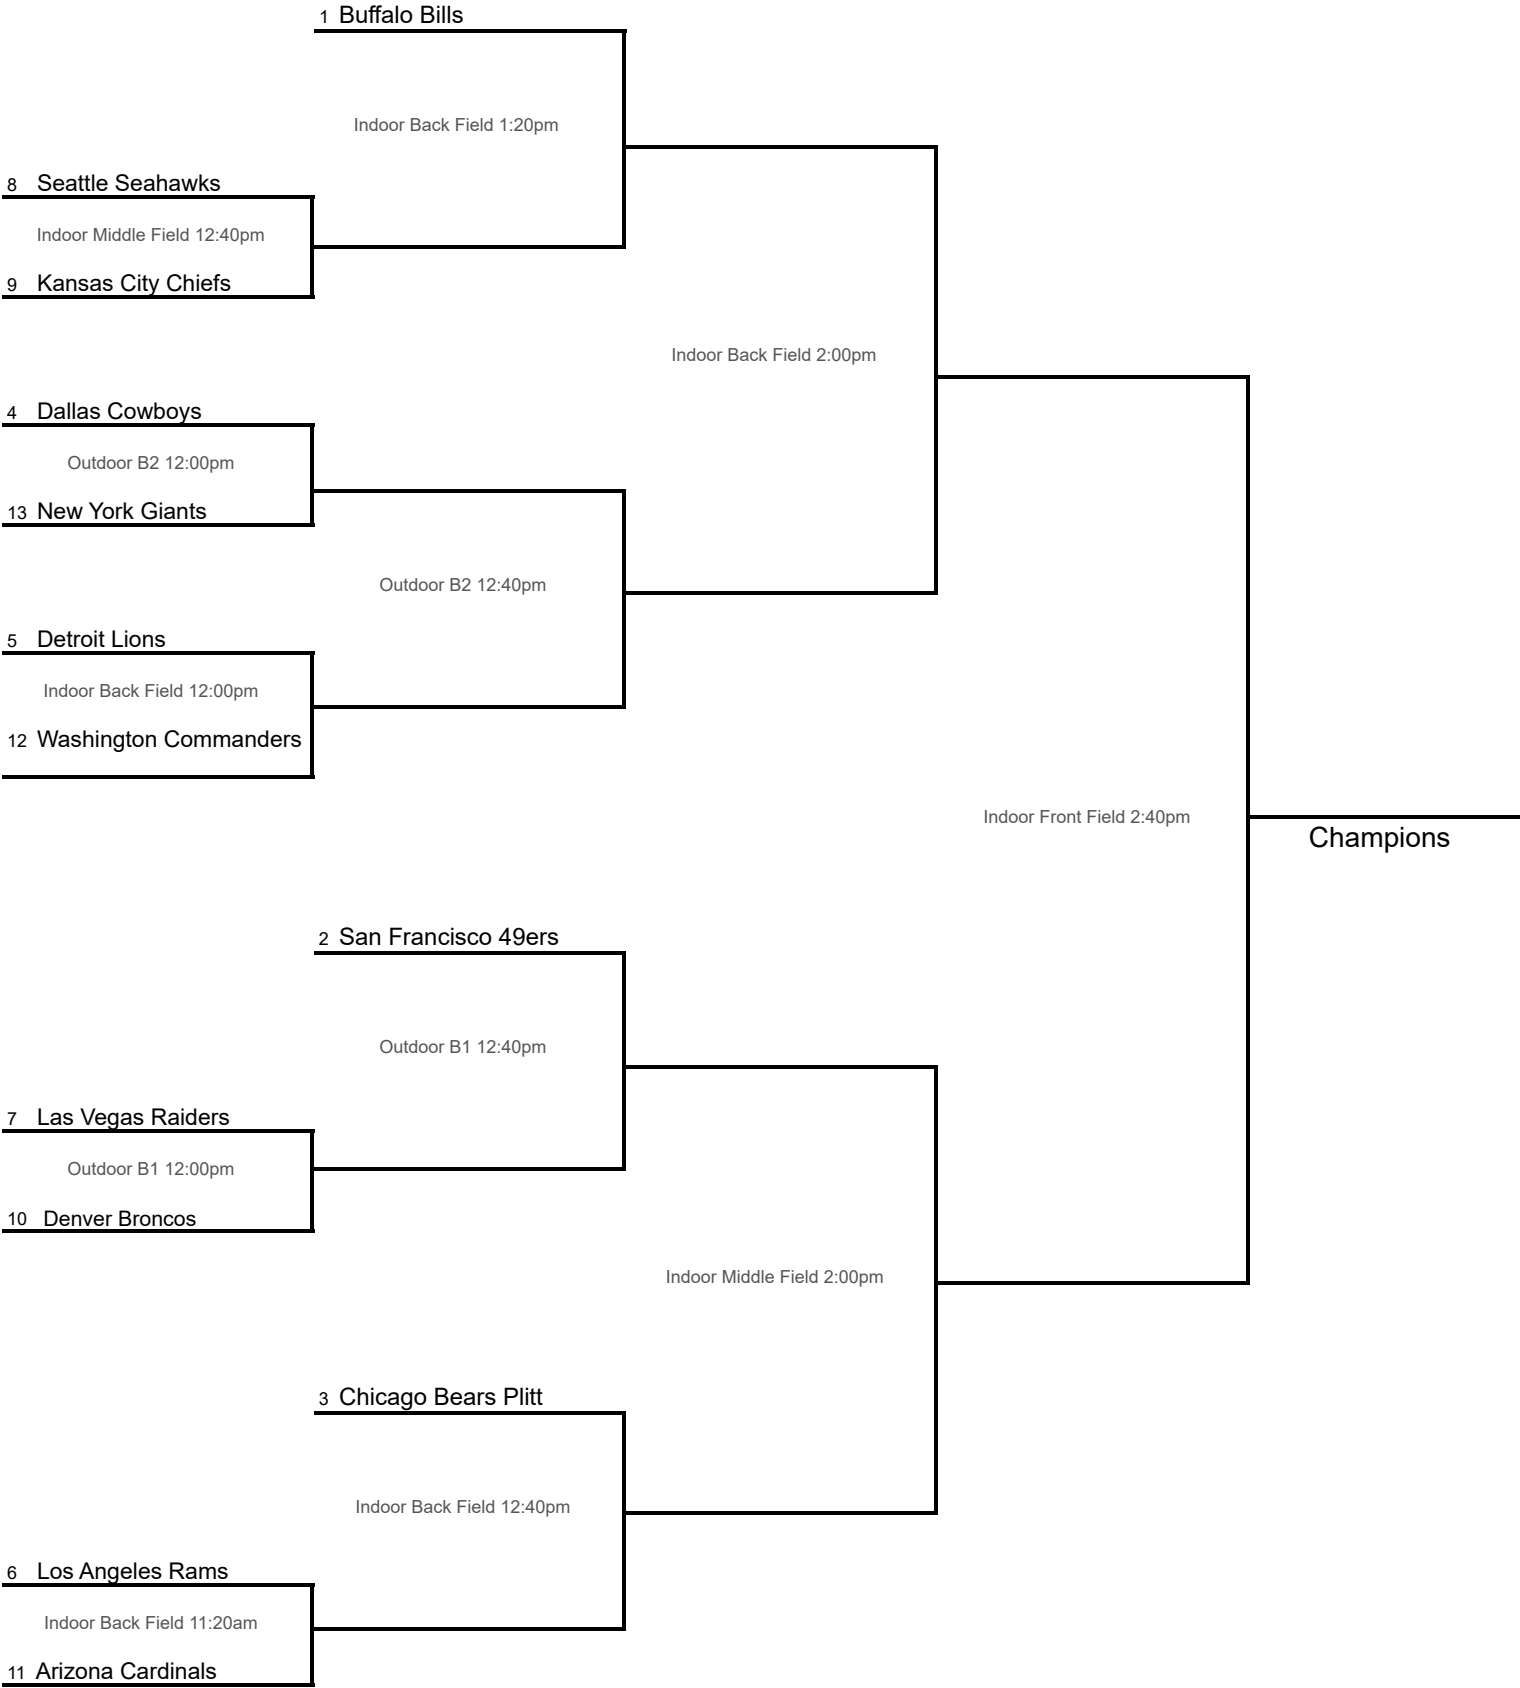 1 Buffalo Bills
Indoor Back Field 1:20pm
8 Seattle Seahawks
Indoor Middle Field 12:40pm
9 Kansas City Chiefs
Indoor Back Field 2:00pm
4 Dallas Cowboys
Outdoor B2 12:00pm
13 New York Giants
Outdoor B2 12:40pm
5 Detroit Lions
Indoor Back Field 12:00pm
12 Washington Commanders
Indoor Front Field 2:40pm
Champions
2 San Francisco 49ers
Outdoor B1 12:40pm
7 Las Vegas Raiders
Outdoor B1 12:00pm
10 Denver Broncos
Indoor Middle Field 2:00pm
3 Chicago Bears Plitt
Indoor Back Field 12:40pm
6 Los Angeles Rams
Indoor Back Field 11:20am
11 Arizona Cardinals